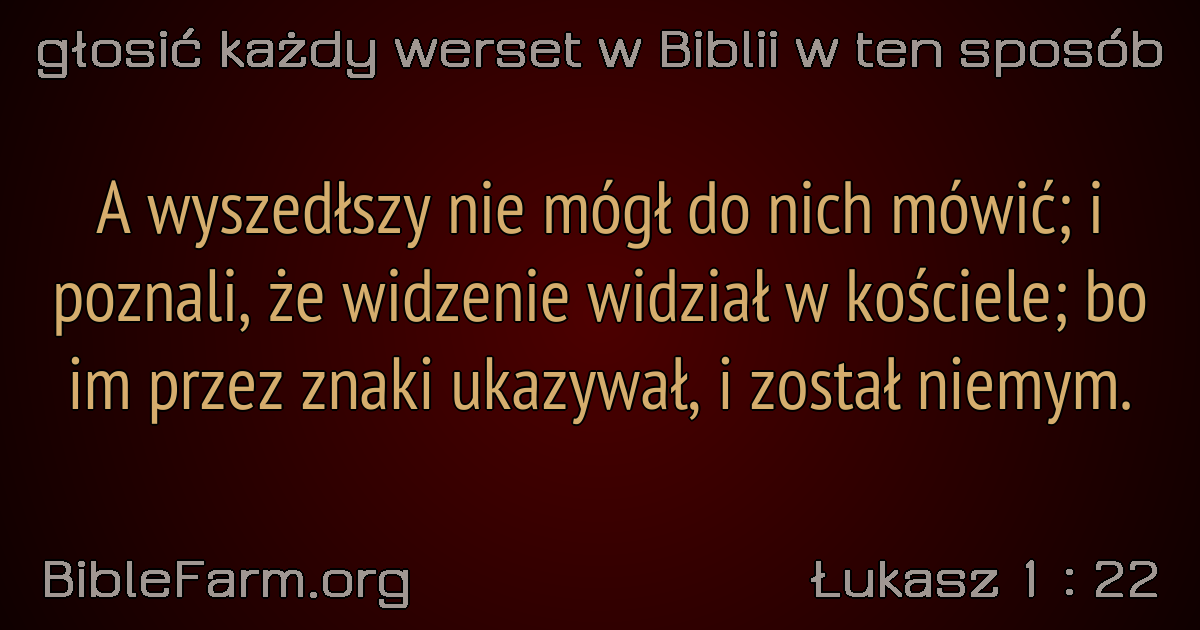 głosić każdy werset w Biblii w ten sposób
A wyszedłszy nie mógł do nich mówić; i
poznali, że widzenie widział w kościele; bo
im przez znaki ukazywał, i został niemym.
BibleFarm.org
Łukasz 1 : 22